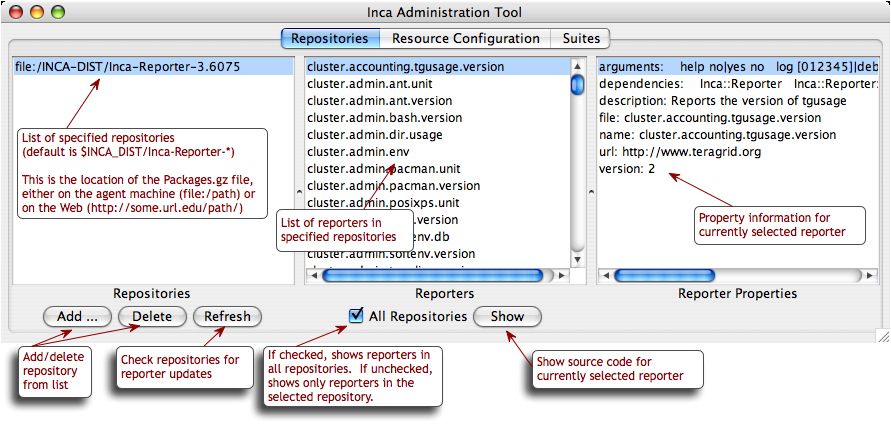 Inca Administration Tool
Repositories Resource Configuration Suites
file:/INCA-DIST/Inca-Reporter-3.6075
List of specified repositories
(default is $INCA_DIST/Inca-Reporter-*)
This is the location of the Packages.gz file,
either on the agent machine (file:/path) or
on the Web (http://some.url.edu/path/)
cluster.accounting.tgusage.version
cluster.admin.ant.unit
cluster.admin.ant.version
cluster.admin.bash.version
cluster.admin.dir.usage
cluster.admin.env
cluster.admin.pacman.unit
cluster.admin.pacman.version
cluster.admin.posixps.unit
.version
env.db
cluster.admin.softenv.version
List of reporters in
specified repositories
arguments: help no|yes no log [012345]|deb
dependencies: Inca::Reporter Inca::Reporter:
description: Reports the version of tgusage
file: cluster.accounting.tgusage.version
name: cluster.accounting.tgusage.version
url: http://www.teragrid.org
version: 2
Property information for
currently selected reporter
Repositories
Reporters
Reporter Properties
Add ... Delete Refresh
All Repositories Show
Add/delete
repository
from list
Check repositories for
reporter updates
If checked, shows reporters in
all repositories. If unchecked,
shows only reporters in the
selected repository.
Show source code for
currently selected reporter